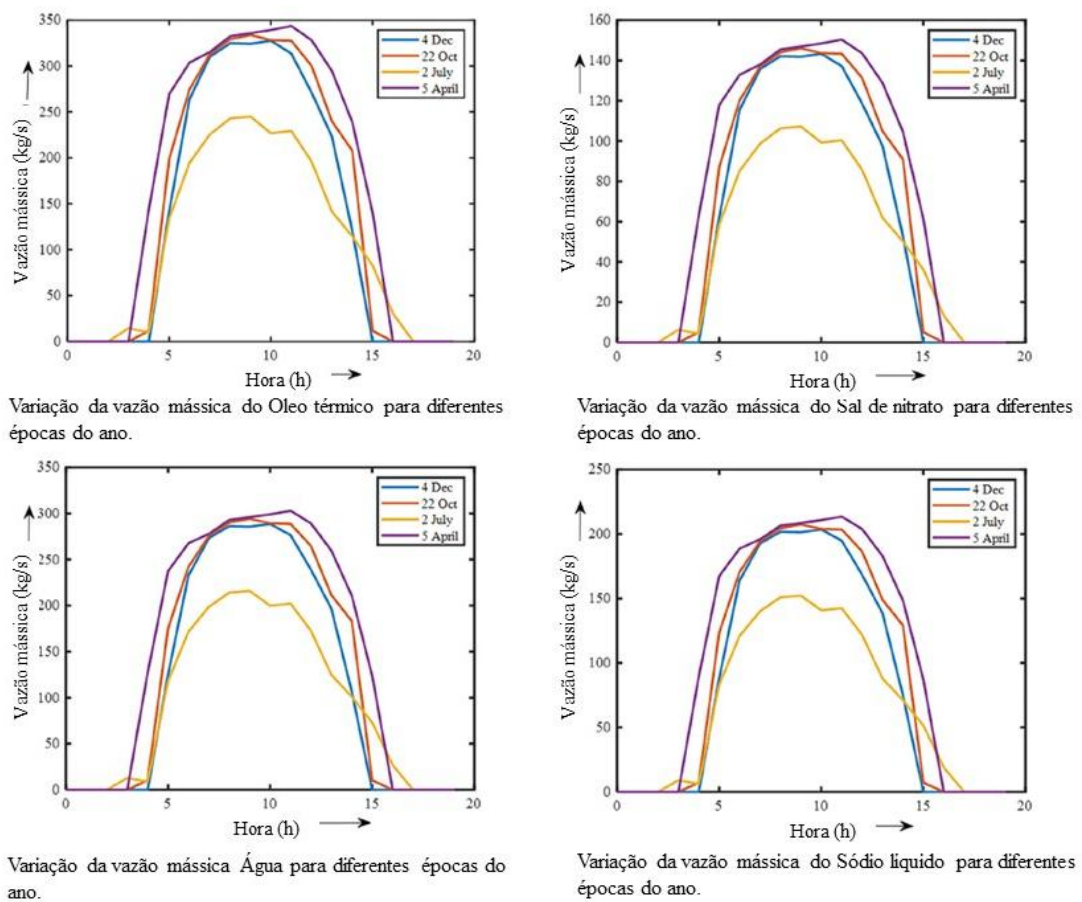 350
300
250
200
150
100
50
0
0
5
10
15
20
Vazão mássica (kg/s)
Hora (h)
4 Dec
22 Oct
2 July
5 April
Variação da vazão mássica do Oleo térmico para diferentes
épocas do ano.
160
140
120
100
80
60
40
20
0
0
5
10
15
20
Vazão mássica (kg/s)
Hora (h)
4 Dec
22 Oct
2 July
5 April
Variação da vazão mássica do Sal de nitrato para diferentes
épocas do ano.
350
300
250
200
150
100
50
0
0
5
10
15
20
Vazão mássica (kg/s)
Hora (h)
4 Dec
22 Oct
2 July
5 April
Variação da vazão mássica Água para diferentes épocas do
ano.
250
200
150
100
50
0
0
5
10
15
20
Vazão mássica (kg/s)
Hora (h)
4 Dec
22 Oct
2 July
5 April
Variação da vazão mássica do Sódio líquido para diferentes
épocas do ano.